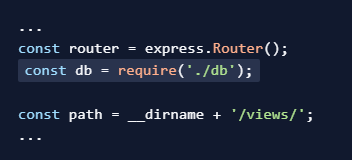 ...
const router = express.Router();
const db = require('./db');
const path = __dirname + '/views/';
...